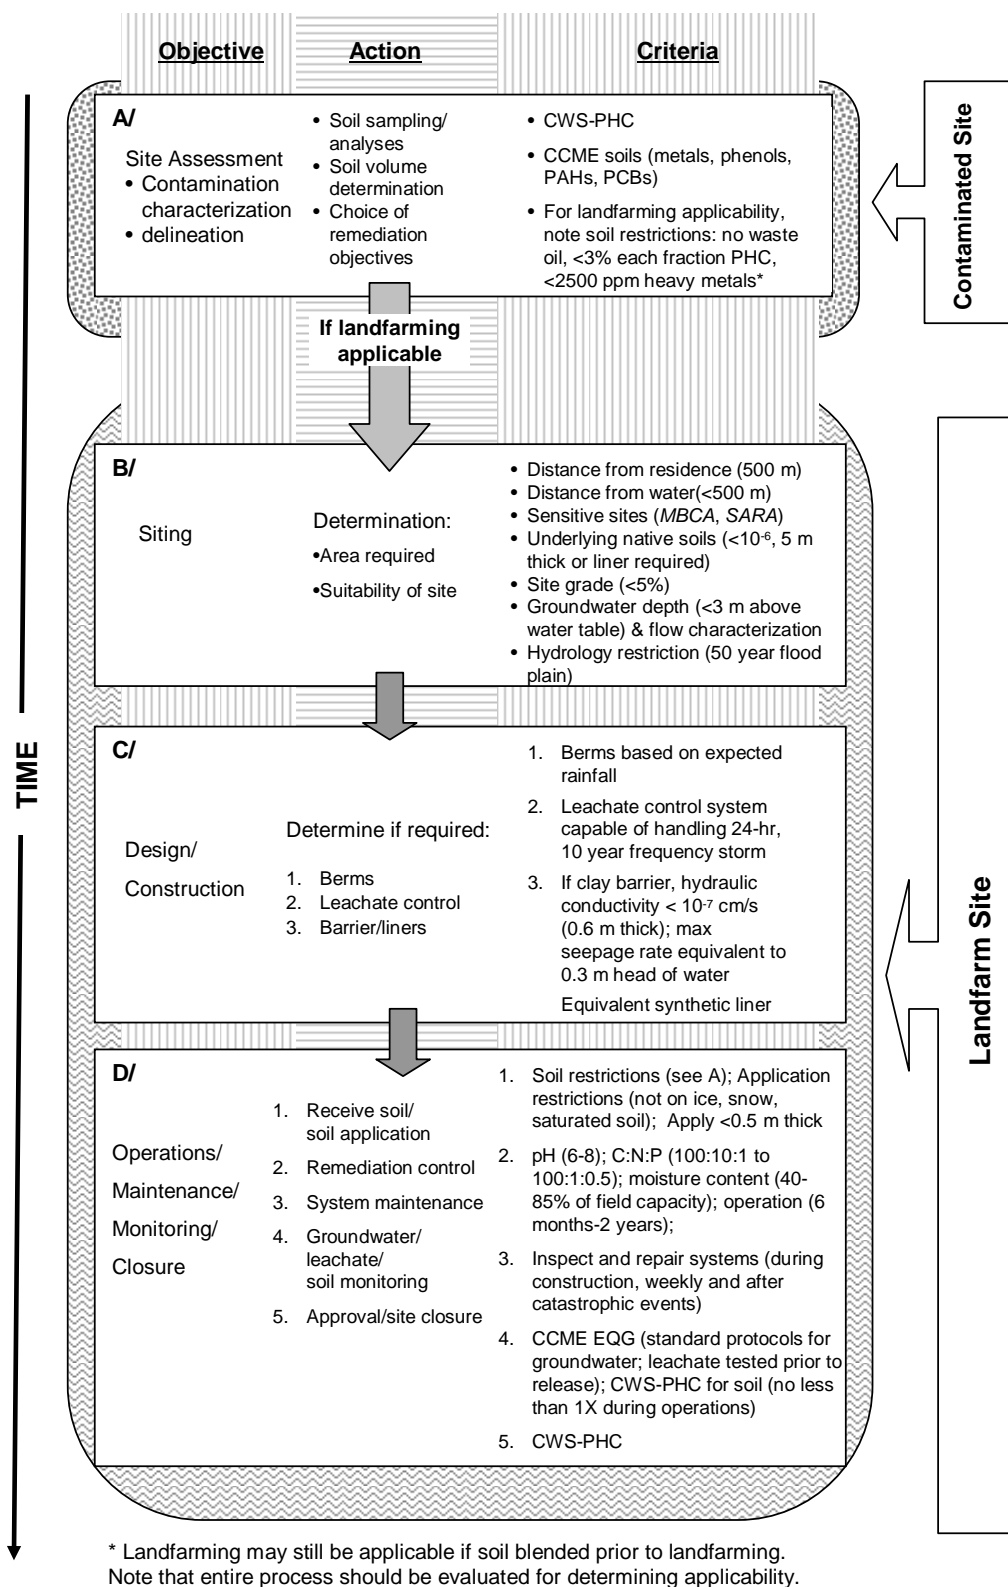 Objective
Action
Criteria
A/
Site Assessment
• Contamination
characterization
• delineation
• Soil sampling/
analyses
• Soil volume
determination
• Choice of
remediation
objectives
• CWS-PHC
• CCME soils (metals, phenols,
PAHs, PCBs)
• For landfarming applicability,
note soil restrictions: no waste
oil, <3% each fraction PHC,
<2500 ppm heavy metals*
Contaminated Site
If landfarming
applicable
B/
Siting
Determination:
•Area required
•Suitability of site
• Distance from residence (500 m)
• Distance from water(<500 m)
• Sensitive sites (MBCA, SARA)
• Underlying native soils (<10⁻⁶, 5 m
thick or liner required)
• Site grade (<5%)
• Groundwater depth (<3 m above
water table) & flow characterization
• Hydrology restriction (50 year flood
plain)
TIME
C/
Design/
Construction
Determine if required:
1. Berms
2. Leachate control
3. Barrier/liners
1. Berms based on expected
rainfall
2. Leachate control system
capable of handling 24-hr,
10 year frequency storm
3. If clay barrier, hydraulic
conductivity < 10⁻⁷ cm/s
(0.6 m thick); max
seepage rate equivalent to
0.3 m head of water
Equivalent synthetic liner
Landfarm Site
D/
Operations/
Maintenance/
Monitoring/
Closure
1. Receive soil/
soil application
2. Remediation control
3. System maintenance
4. Groundwater/
leachate/
soil monitoring
5. Approval/site closure
1. Soil restrictions (see A); Application
restrictions (not on ice, snow,
saturated soil); Apply <0.5 m thick
2. pH (6-8); C:N:P (100:10:1 to
100:1:0.5); moisture content (40-
85% of field capacity); operation (6
months-2 years);
3. Inspect and repair systems (during
construction, weekly and after
catastrophic events)
4. CCME EQG (standard protocols for
groundwater; leachate tested prior to
release); CWS-PHC for soil (no less
than 1X during operations)
5. CWS-PHC
* Landfarming may still be applicable if soil blended prior to landfarming.
Note that entire process should be evaluated for determining applicability.